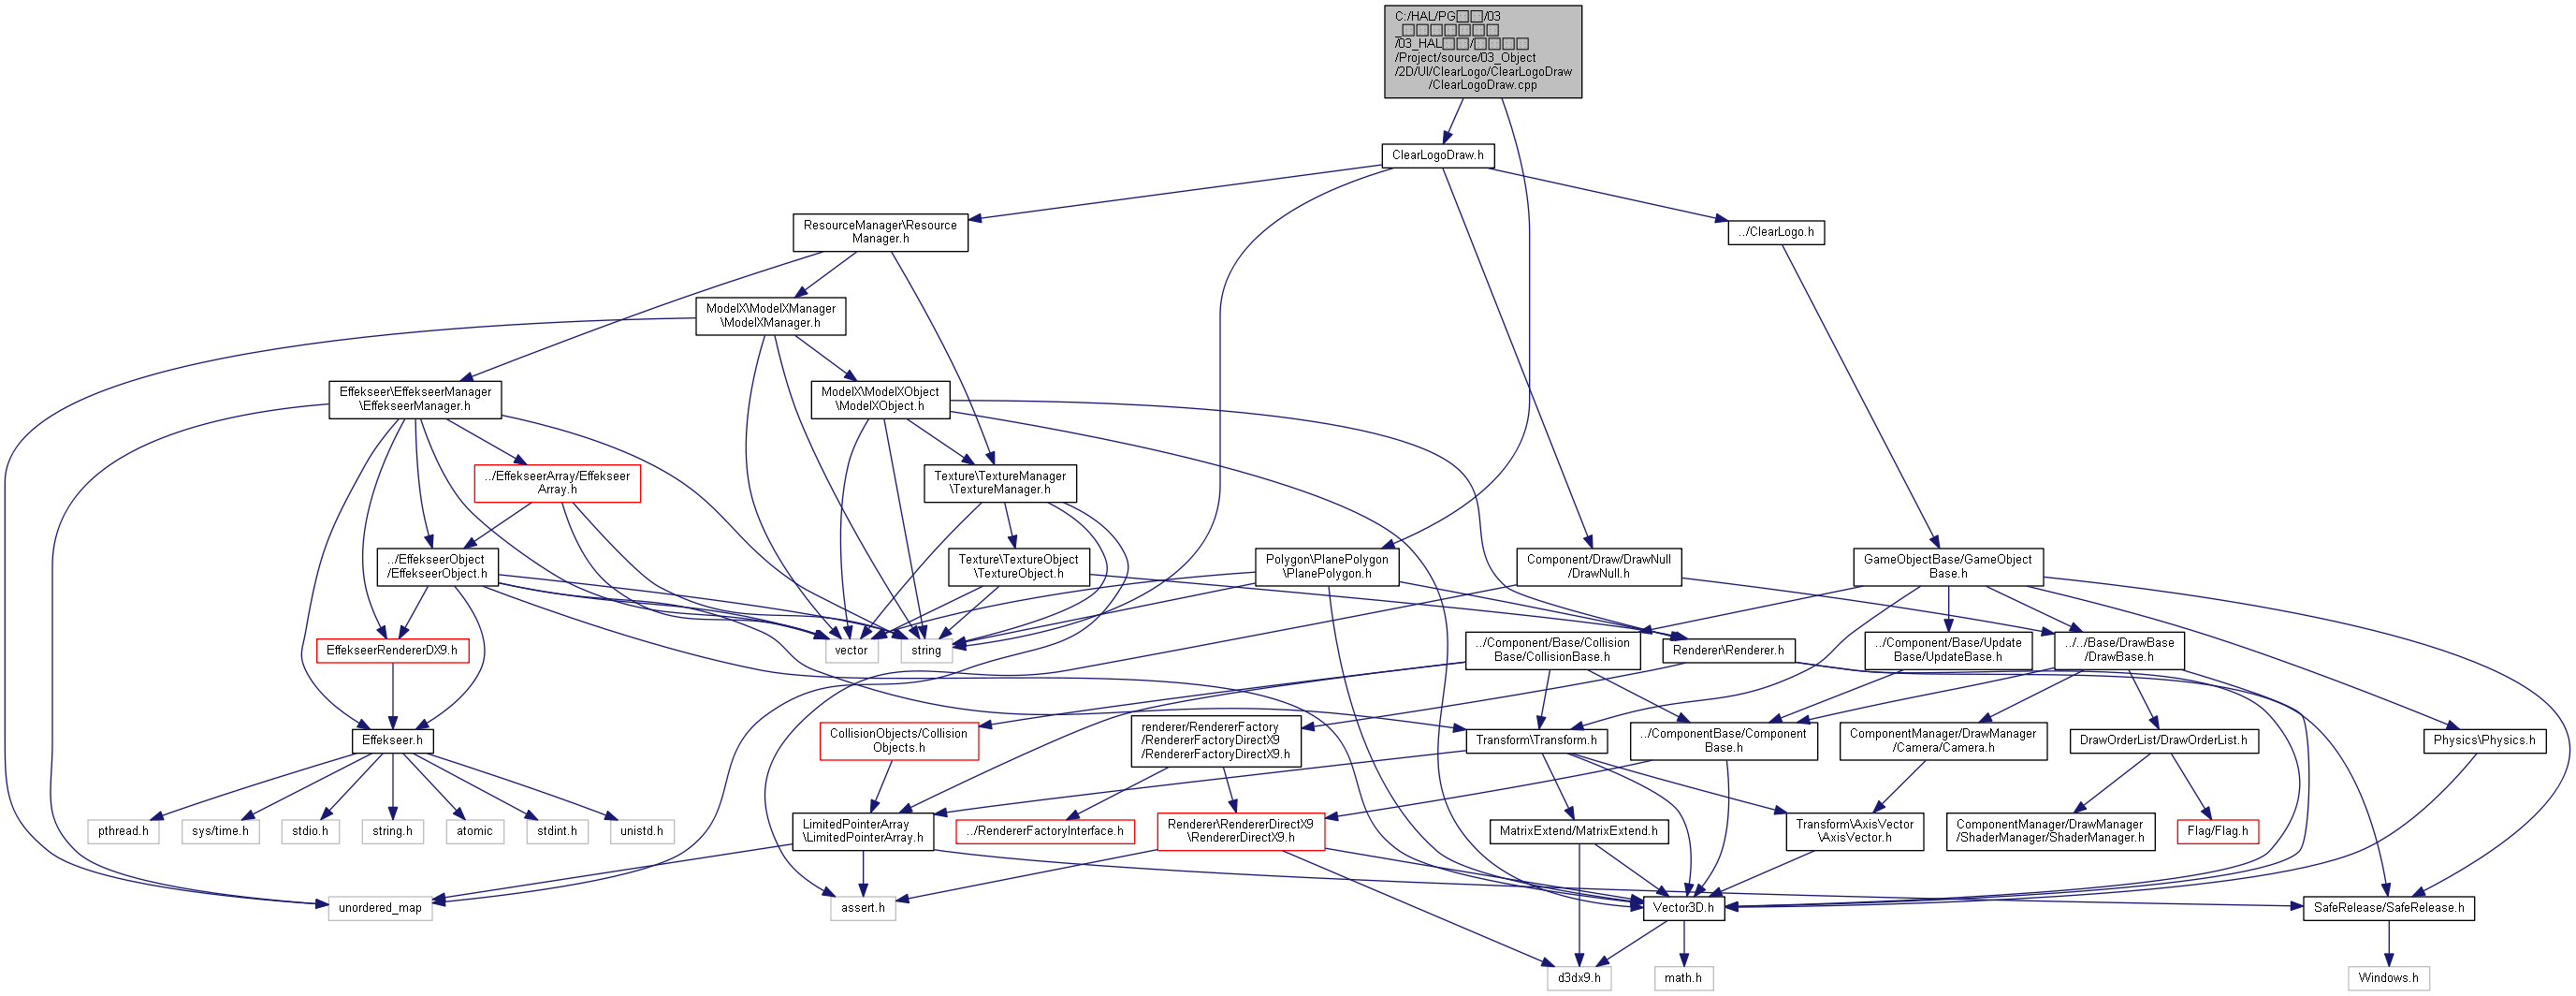 C:/HAL/PG□□/03
_□□□□□□□
/03_HAL□□/□□□□
/Project/source/03_Object
/2D/UI/ClearLogo/ClearLogoDraw
/ClearLogoDraw.cpp
ClearLogoDraw.h
ResourceManager\Resource
Manager.h
../ClearLogo.h
ModelX\ModelXManager
\ModelXManager.h
Effekseer\EffekseerManager
\EffekseerManager.h
ModelX\ModelXObject
\ModelXObject.h
../EffekseerArray/Effekseer
Array.h
Texture\TextureManager
\TextureManager.h
../EffekseerObject
/EffekseerObject.h
Texture\TextureObject
\TextureObject.h
Polygon\PlanePolygon
\PlanePolygon.h
Component/Draw/DrawNull
/DrawNull.h
GameObjectBase/GameObject
Base.h
EffekseerRendererDX9.h
vector
string
../Component/Base/Collision
Base/CollisionBase.h
Renderer\Renderer.h
../Component/Base/Update
Base/UpdateBase.h
../../Base/DrawBase
/DrawBase.h
Effekseer.h
CollisionObjects/Collision
Objects.h
renderer/RendererFactory
/RendererFactoryDirectX9
/RendererFactoryDirectX9.h
Transform\Transform.h
../ComponentBase/Component
Base.h
ComponentManager/DrawManager
/Camera/Camera.h
DrawOrderList/DrawOrderList.h
Physics\Physics.h
pthread.h
sys/time.h
stdio.h
string.h
atomic
stdint.h
unistd.h
LimitedPointerArray
\LimitedPointerArray.h
../RendererFactoryInterface.h
Renderer\RendererDirectX9
\RendererDirectX9.h
MatrixExtend/MatrixExtend.h
Transform\AxisVector
\AxisVector.h
ComponentManager/DrawManager
/ShaderManager/ShaderManager.h
Flag/Flag.h
unordered_map
assert.h
Vector3D.h
SafeRelease/SafeRelease.h
d3dx9.h
math.h
Windows.h